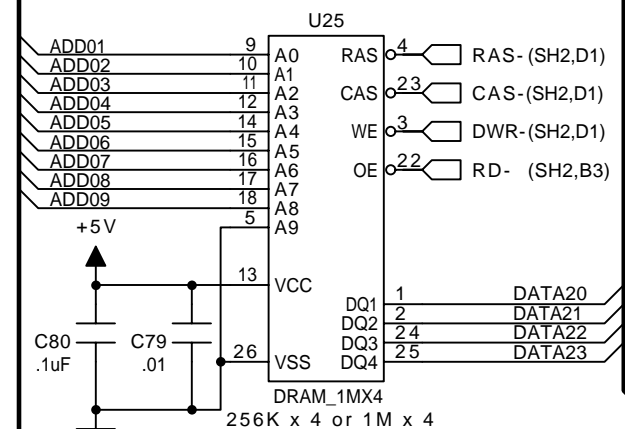 U25
ADD01 9 A0 RAS 4 RAS- (SH2,D1)
ADD02 10 A1
ADD03 11 A2 CAS 23 CAS- (SH2,D1)
ADD04 12 A3
ADD05 14 A4 WE 3 DWR- (SH2,D1)
ADD06 15 A5
ADD07 16 A6 OE 22 RD- (SH2,B3)
ADD08 17 A7
ADD09 18 A8
+5V 5 A9
13 VCC
DQ1 1 DATA20
DQ2 2 DATA21
C80 C79 DQ3 24 DATA22
.1uF .01 26 VSS DQ4 25 DATA23
DRAM_1MX4
256K x 4 or 1M x 4